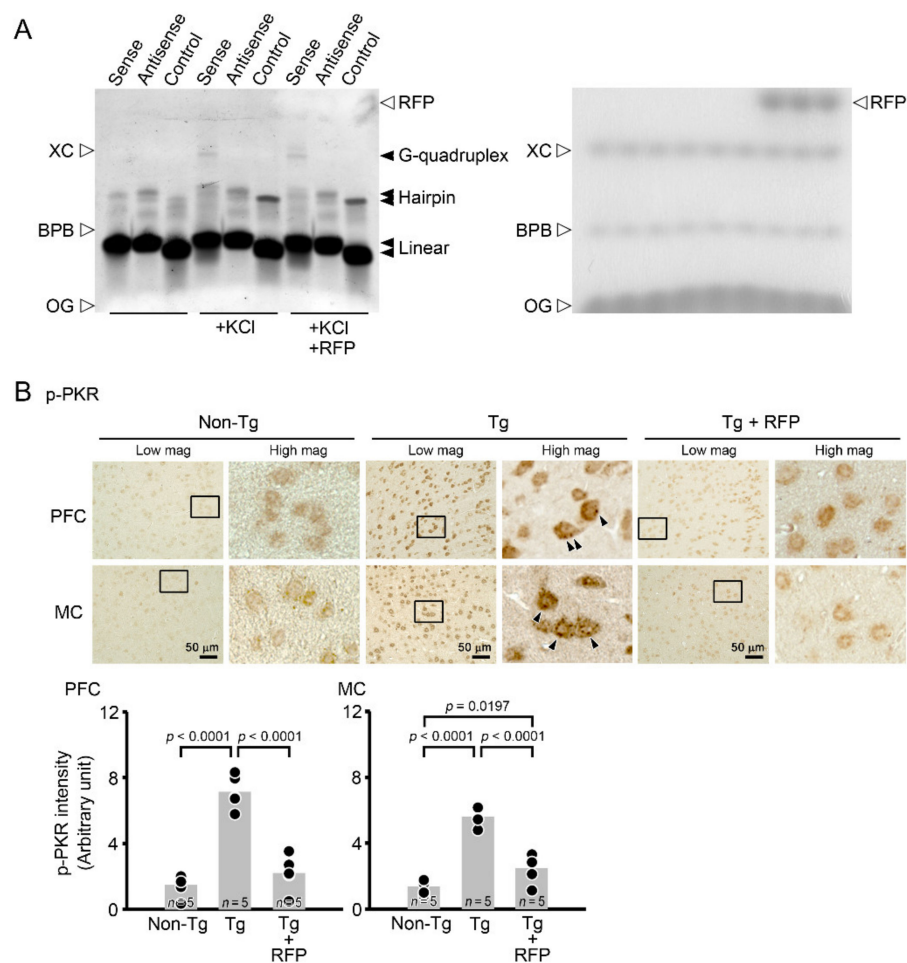 A
Sense Antisense Control Sense Antisense Control Sense Antisense Control
RFP
XC
G-quadruplex
Hairpin
BPB
Linear
OG
+KCl
+KCl
+RFP
RFP
XC
BPB
OG
B p-PKR
Non-Tg Tg Tg + RFP
Low mag High mag Low mag High mag Low mag High mag
PFC
MC
50 µm 50 µm 50 µm
PFC
p-PKR intensity
(Arbitrary unit)
12
8
4
0
p < 0.0001 p < 0.0001
n = 5 n = 5 n = 5
Non-Tg Tg Tg
+
RFP
MC
12
8
4
0
p = 0.0197
p < 0.0001 p < 0.0001
n = 5 n = 5 n = 5
Non-Tg Tg Tg
+
RFP